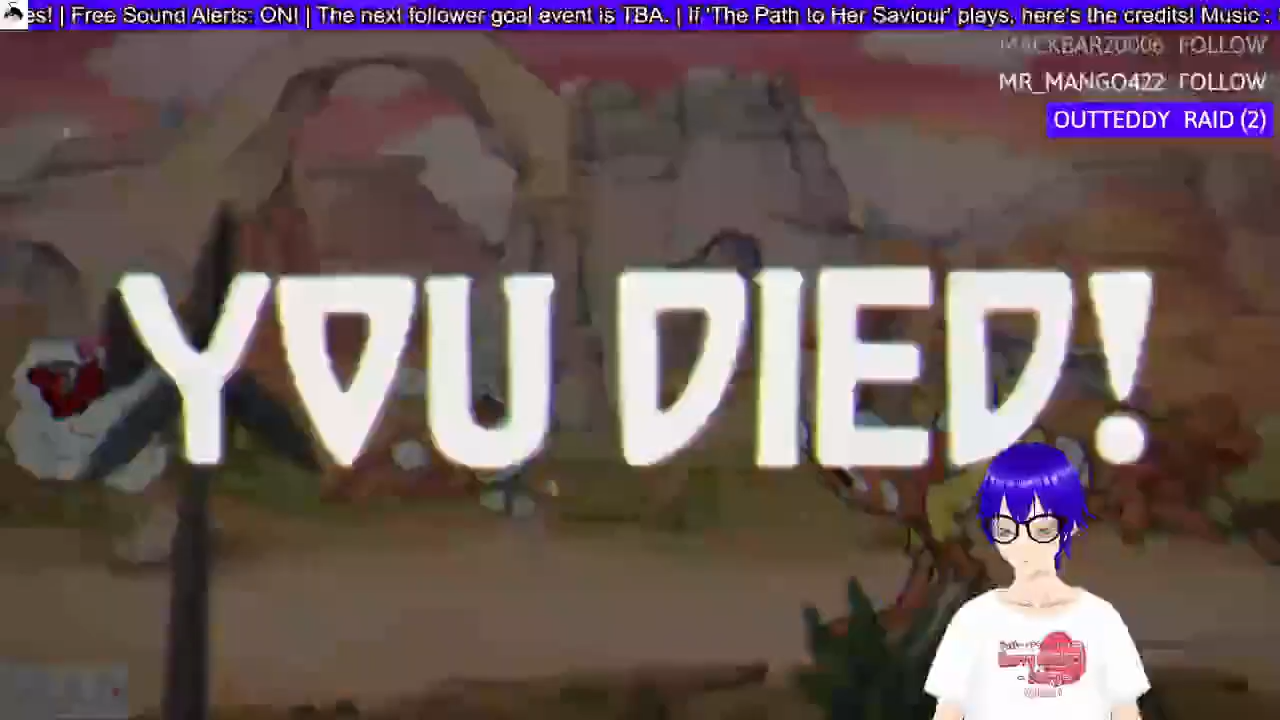 es! | Free Sound Alerts: ON! | The next follower goal event is TBA. | If 'The Path to Her Saviour' plays, here's the credits! Music :
FOLLOW
MR_MANGO422 FOLLOW
OUTTEDDY RAID (2)
YOU DIED!